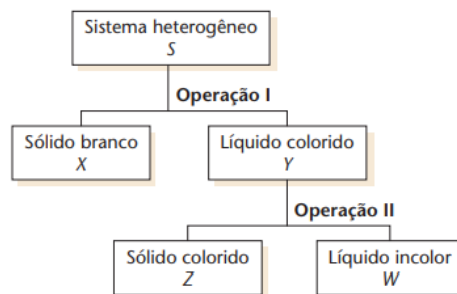 Sistema heterogêneo
S
Operação I
Sólido branco
X
Líquido colorido
Y
Operação II
Sólido colorido
Z
Líquido incolor
W